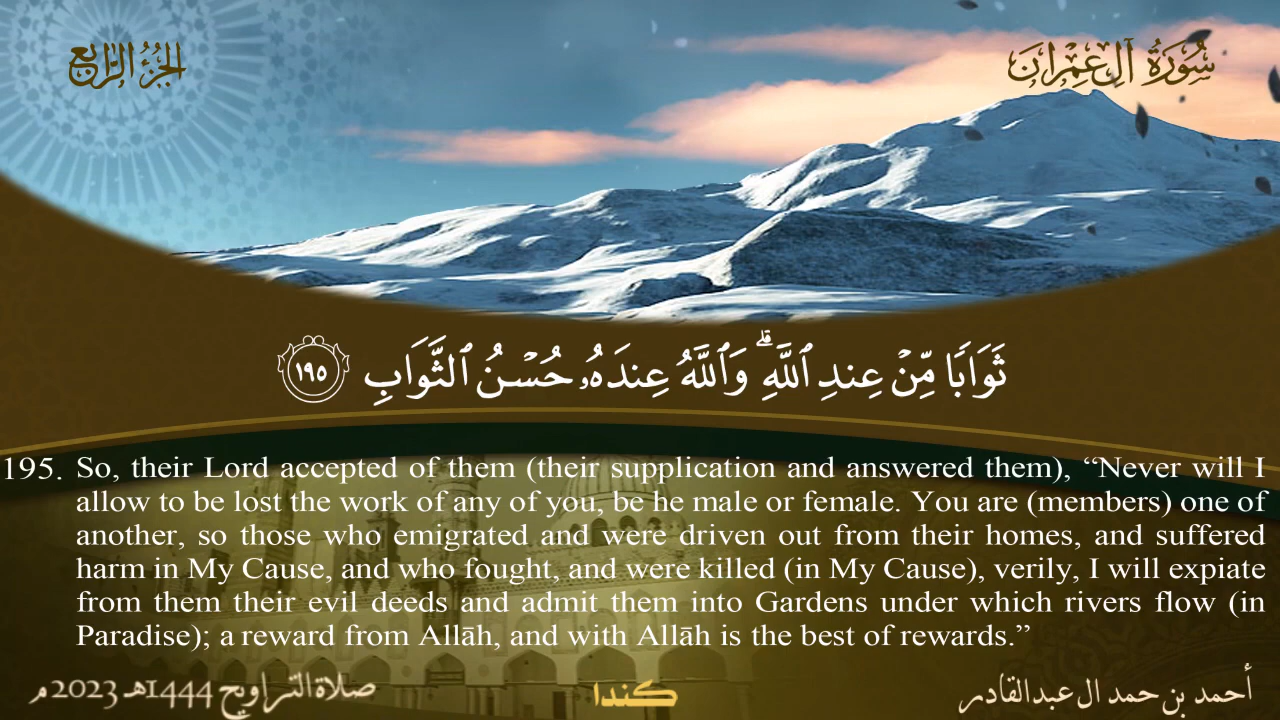 سُورَةُ آلِ عِمْرَانَ
الجُزْءُ الرَّابِعُ
ثَوَابًا مِّنْ عِندِ ٱللَّهِ ۗ وَٱللَّهُ عِندَهُۥ حُسْنُ ٱلثَّوَابِ ١٩٥
195. So, their Lord accepted of them (their supplication and answered them), “Never will I
allow to be lost the work of any of you, be he male or female. You are (members) one of
another, so those who emigrated and were driven out from their homes, and suffered
harm in My Cause, and who fought, and were killed (in My Cause), verily, I will expiate
from them their evil deeds and admit them into Gardens under which rivers flow (in
Paradise); a reward from Allāh, and with Allāh is the best of rewards.”
أحمد بن حمد ال عبدالقادر
كندا
صلاة التراويح 1444هـ 2023م